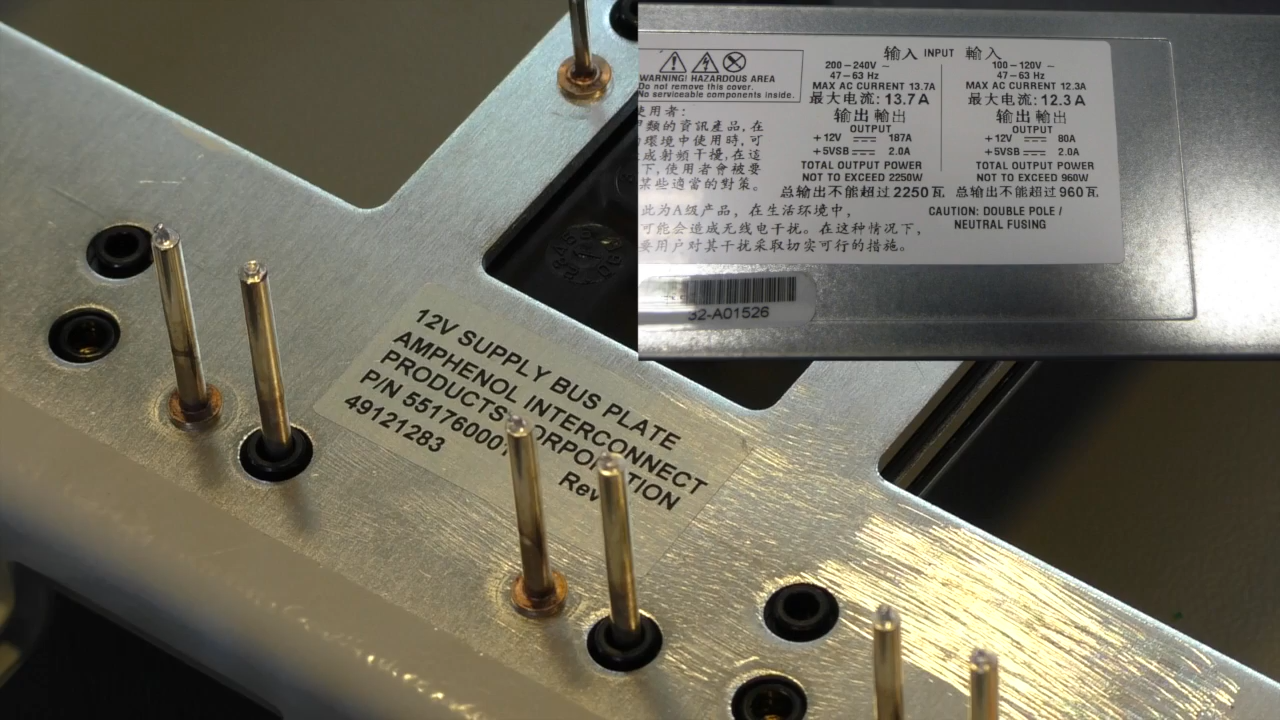 12V SUPPLY BUS PLATE
AMPHENOL INTERCONNECT
PRODUCTS CORPORATION
P/N 55176000 Rev
49121283
WARNING! HAZARDOUS AREA
Do not remove this cover.
No serviceable components inside.
使用者:
的資訊產品,在
環境中使用時,可
成射頻干擾,在這
下,使用者會被要
某些適當的對策。
此为A级产品，在生活环境中，
可能会造成无线电干扰。在这种情况下，
要用户对其干扰采取切实可行的措施。
输入 INPUT 輸入
200-240V ~
47-63 Hz
MAX AC CURRENT 13.7A
最大电流: 13.7A
输出 輸出
OUTPUT
+12V 187A
+5VSB 2.0A
TOTAL OUTPUT POWER
NOT TO EXCEED 2250W
总输出不能超过 2250 瓦
100-120V ~
47-63 Hz
MAX AC CURRENT 12.3A
最大电流: 12.3A
输出 輸出
OUTPUT
+12V 80A
+5VSB 2.0A
TOTAL OUTPUT POWER
NOT TO EXCEED 960W
总输出不能超过 960 瓦
CAUTION: DOUBLE POLE /
NEUTRAL FUSING
32-A01526